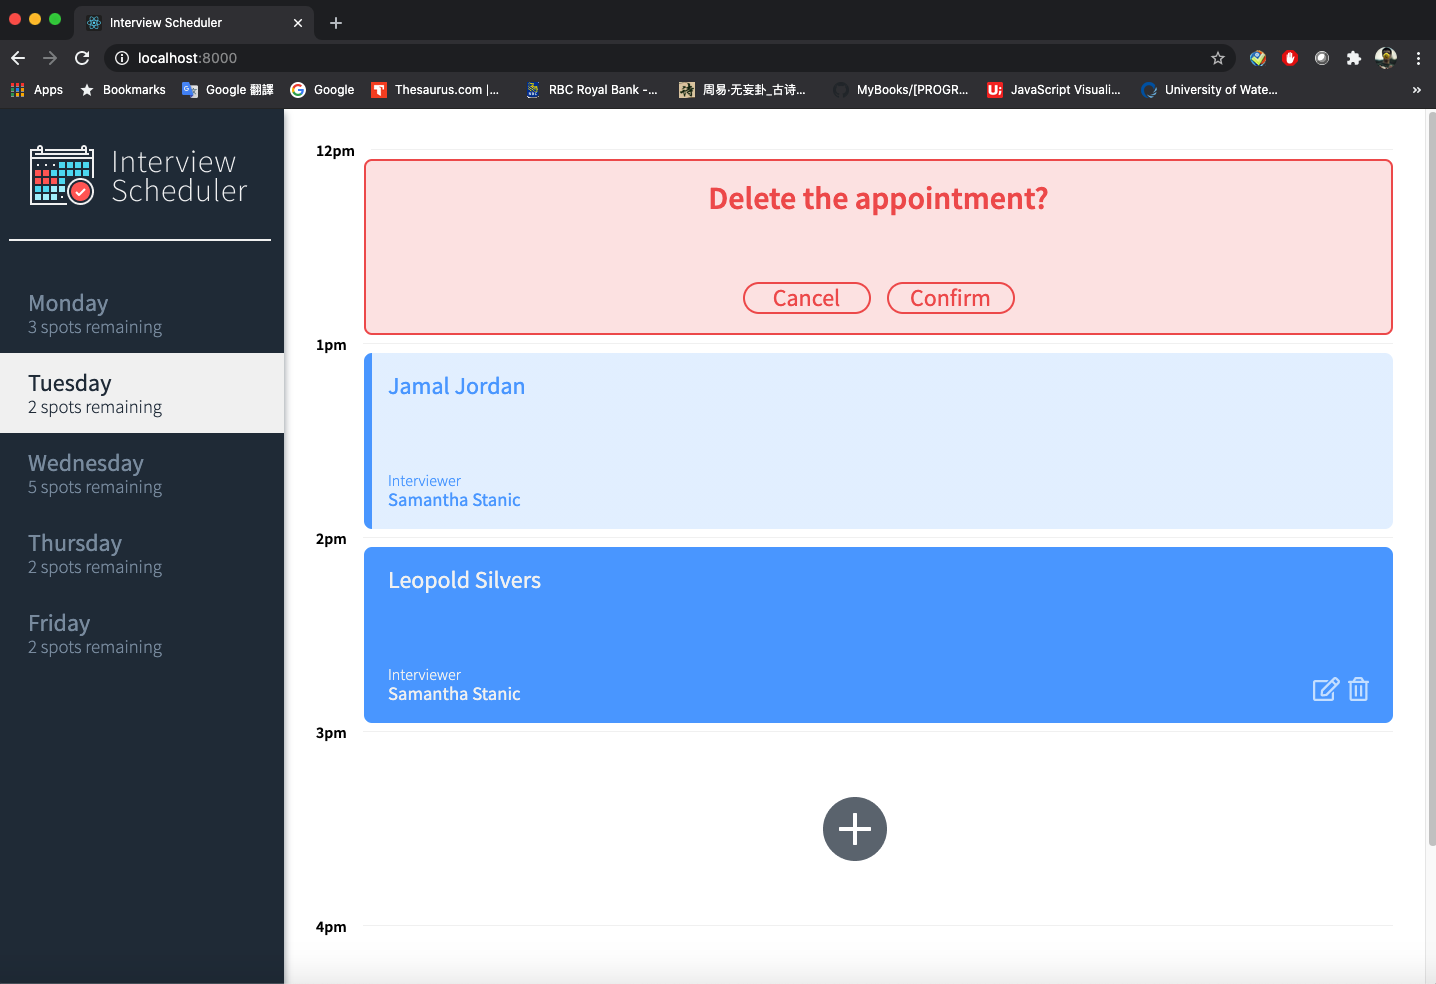 Interview Scheduler
localhost:8000
Apps
Bookmarks
Google 翻譯
Google
Thesaurus.com |...
RBC Royal Bank -...
周易·无妄卦_古诗...
MyBooks/[PROGR...
JavaScript Visuali...
University of Wate...
»
Interview
Scheduler
Monday
3 spots remaining
Tuesday
2 spots remaining
Wednesday
5 spots remaining
Thursday
2 spots remaining
Friday
2 spots remaining
12pm
Delete the appointment?
Cancel
Confirm
1pm
Jamal Jordan
Interviewer
Samantha Stanic
2pm
Leopold Silvers
Interviewer
Samantha Stanic
3pm
4pm